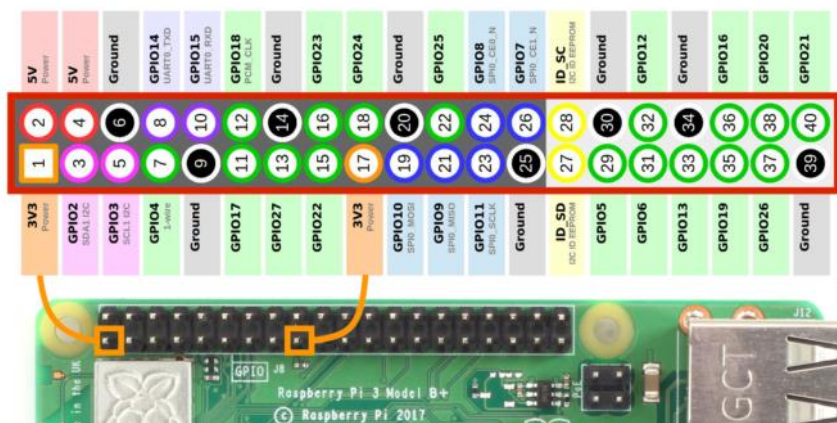 5V
Power
5V
Power
Ground
GPIO14
UART0_TXD
GPIO15
UART0_RXD
GPIO18
PCM_CLK
Ground
GPIO23
GPIO24
Ground
GPIO25
GPIO8
SPI0_CE0_N
GPIO7
SPI0_CE1_N
ID_SC
I2C ID EEPROM
Ground
GPIO12
Ground
GPIO16
GPIO20
GPIO21
2 4 6 8 10 12 14 16 18 20 22 24 26 28 30 32 34 36 38 40
1 3 5 7 9 11 13 15 17 19 21 23 25 27 29 31 33 35 37 39
3V3
Power
GPIO2
SDA1 I2C
GPIO3
SCL1 I2C
GPIO4
1-wire
Ground
GPIO17
GPIO27
GPIO22
3V3
Power
GPIO10
SPI0_MOSI
GPIO9
SPI0_MISO
GPIO11
SPI0_SCLK
Ground
ID_SD
I2C ID EEPROM
GPIO5
GPIO6
GPIO13
GPIO19
GPIO26
Ground
J12
GPIO J8
PoE
in the UK
Raspberry Pi 3 Model B+
© Raspberry Pi 2017
GCT